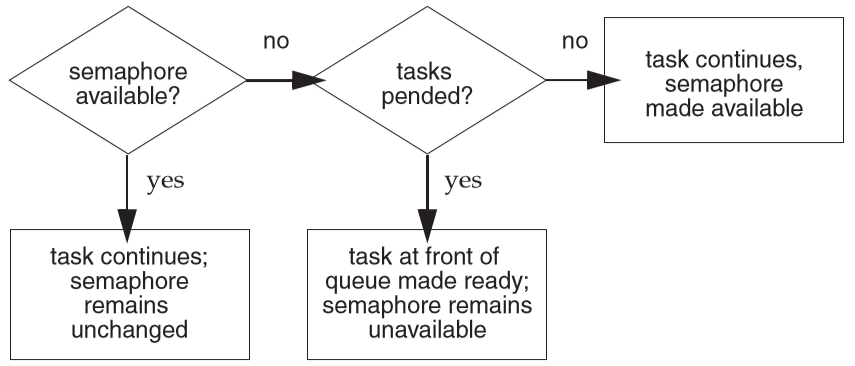 semaphore
available?
no
tasks
pended?
no
task continues,
semaphore
made available
yes
yes
task continues;
semaphore
remains
unchanged
task at front of
queue made ready;
semaphore remains
unavailable